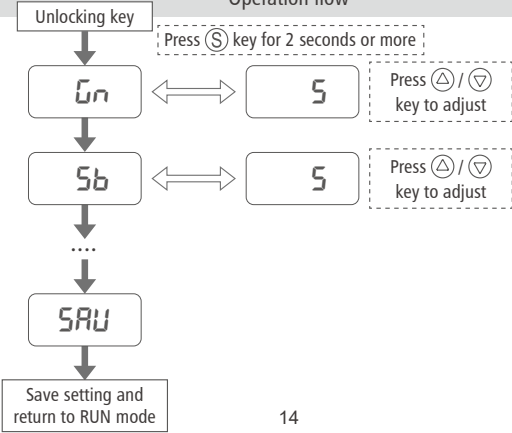 Operation flow
Unlocking key
Press Ⓢ key for 2 seconds or more
Gn
5
Press △ / ▽
key to adjust
Sb
5
Press △ / ▽
key to adjust
....
SAU
Save setting and
return to RUN mode
14